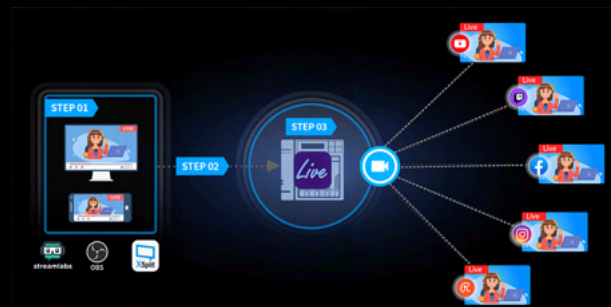 STEP 01
LIVE
LIVE
streamlabs
OBS
XSplit
STEP 02
STEP 03
Live
Live
Live
Live
Live
Live